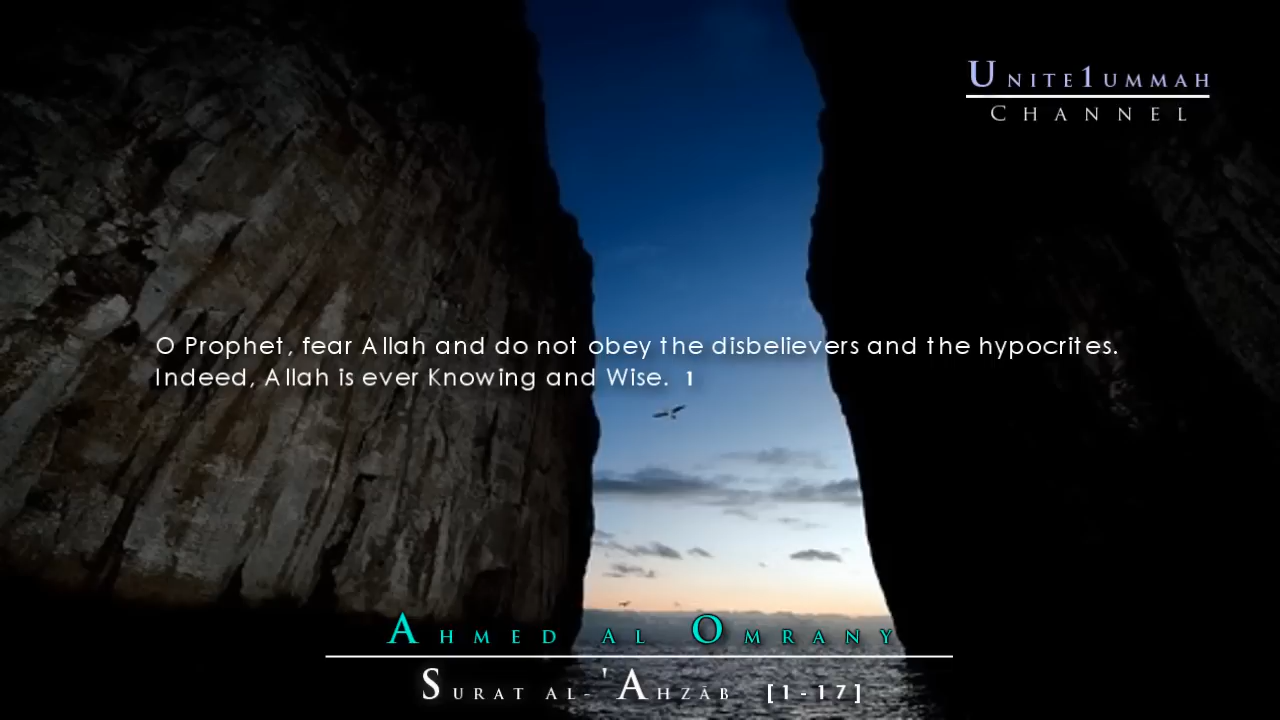 Unite1ummah
Channel
O Prophet, fear Allah and do not obey the disbelievers and the hypocrites.
Indeed, Allah is ever Knowing and Wise. 1
Ahmed Al Omrany
Surat al-'Ahzāb [1-17]